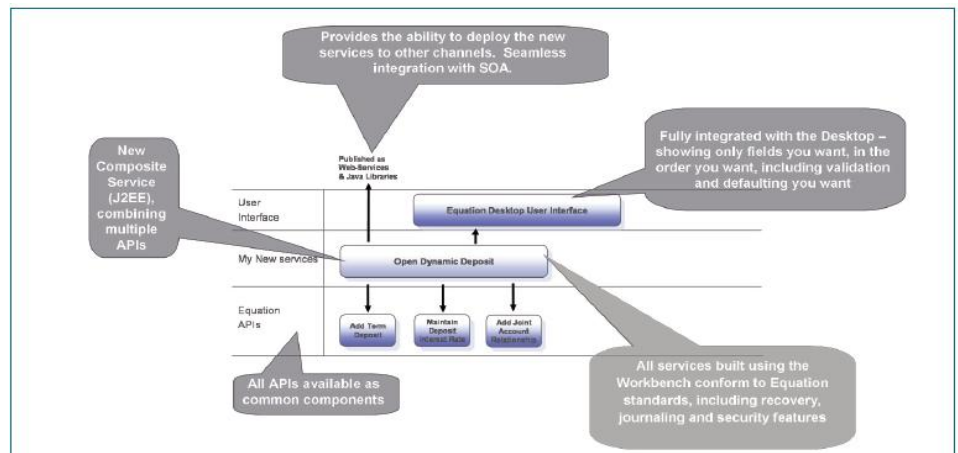 Provides the ability to deploy the new
services to other channels. Seamless
integration with SOA.
Fully integrated with the Desktop –
showing only fields you want, in the
order you want, including validation
and defaulting you want
New
Composite
Service
(J2EE),
combining
multiple
APIs
Published as
Web-Services
& Java Libraries
User
Interface
Equation Desktop User Interface
My New services
Open Dynamic Deposit
Equation
APIs
Add Term
Deposit
Maintain
Deposit
Interest Rate
Add Joint
Account
Relationship
All APIs available as
common components
All services built using the
Workbench conform to Equation
standards, including recovery,
journaling and security features